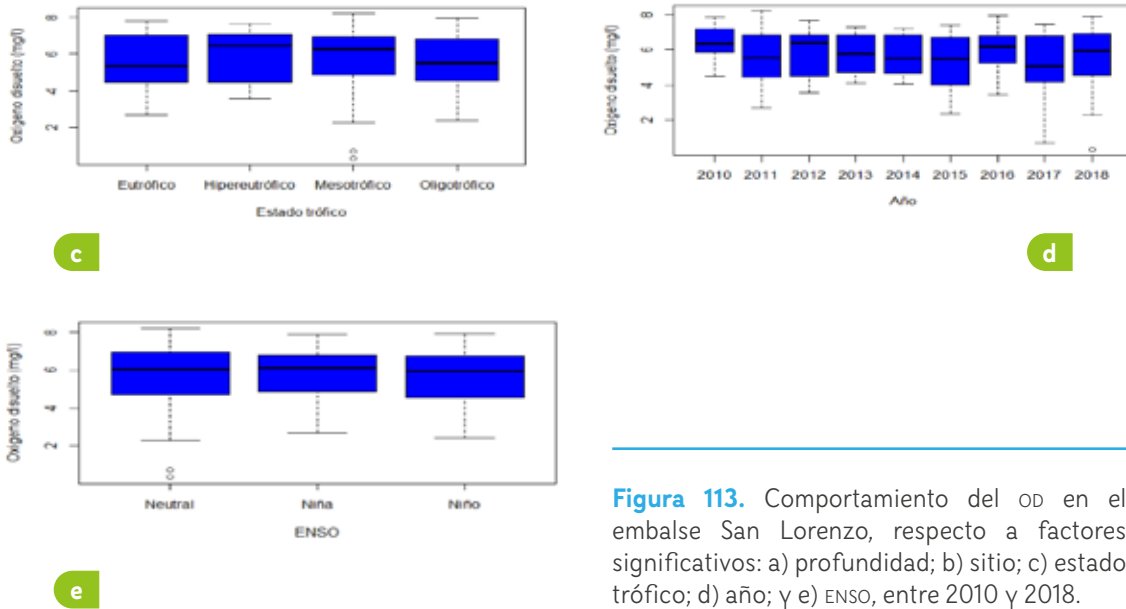 Oxígeno disuelto (mg/l)
8
6
4
2
Eutrófico Hipereutrófico Mesotrófico Oligotrófico
Estado trófico
c
Oxígeno disuelto (mg/l)
8
6
4
2
2010 2011 2012 2013 2014 2015 2016 2017 2018
Año
d
Oxígeno disuelto (mg/l)
8
6
4
2
Neutral Niña Niño
ENSO
e
Figura 113. Comportamiento del OD en el
embalse San Lorenzo, respecto a factores
significativos: a) profundidad; b) sitio; c) estado
trófico; d) año; y e) ENSO, entre 2010 y 2018.